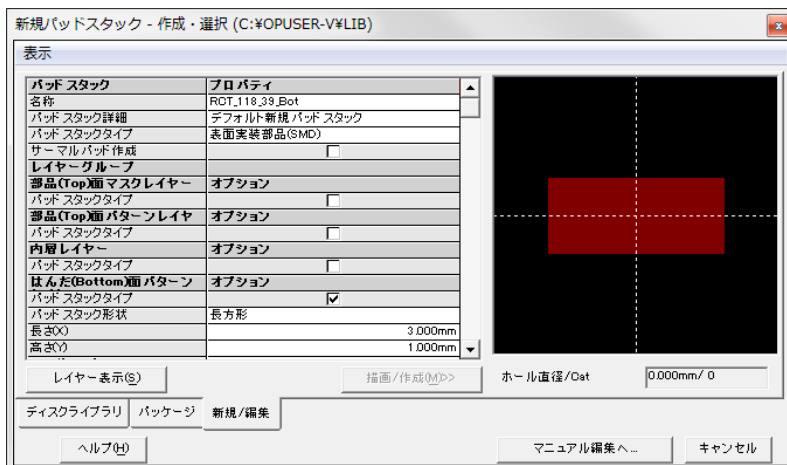 新規パッドスタック - 作成・選択 (C:¥OPUSER-V¥LIB)
表示
パッド スタック プロパティ
名称 RCT_118_39_Bot
パッド スタック詳細 デフォルト新規 パッド スタック
パッド スタックタイプ 表面実装部品(SMD)
サーマルパッド作成
レイヤーグループ
部品(Top)面 マスクレイヤー オプション
パッド スタックタイプ
部品(Top)面 パターンレイヤ オプション
パッド スタックタイプ
内層 レイヤー オプション
パッド スタックタイプ
はんだ(Bottom)面 パターン オプション
パッド スタックタイプ
パッド スタック形状 長方形
長さ(X) 3.000mm
高さ(Y) 1.000mm
レイヤー表示(S) 描画/作成(M)>> ホール直径/Cat 0.000mm/ 0
ディスクライブラリ パッケージ 新規/編集
ヘルプ(H) マニュアル編集へ... キャンセル